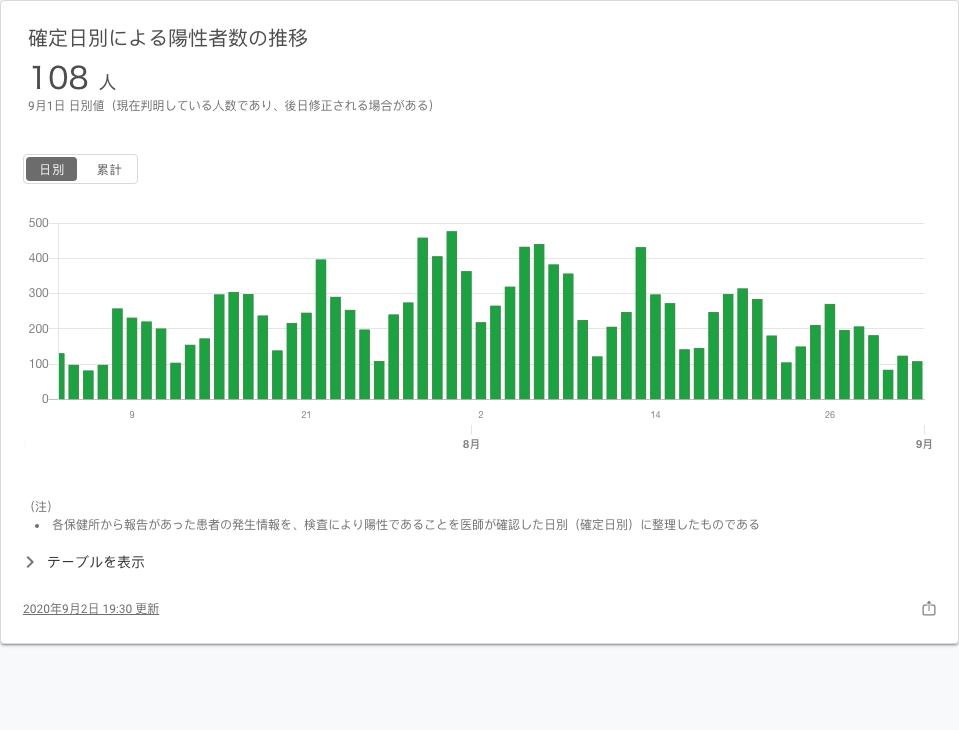 確定日別による陽性者数の推移
108 人
9月1日 日別値（現在判明している人数であり、後日修正される場合がある）
日別 累計
500
400
300
200
100
0
9 21 2 14 26
8月 9月
（注）
• 各保健所から報告があった患者の発生情報を、検査により陽性であることを医師が確認した日別（確定日別）に整理したものである
テーブルを表示
2020年9月2日 19:30 更新